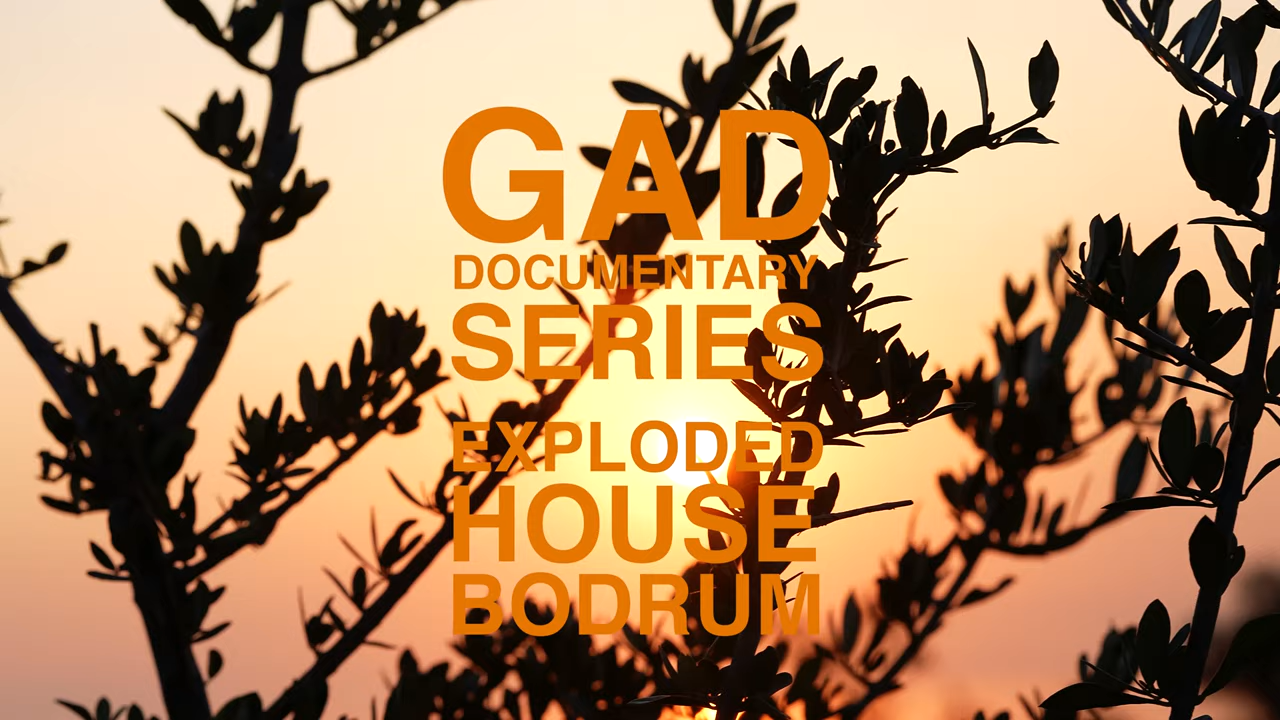 GAD
DOCUMENTARY
SERIES
EXPLODED
HOUSE
BODRUM